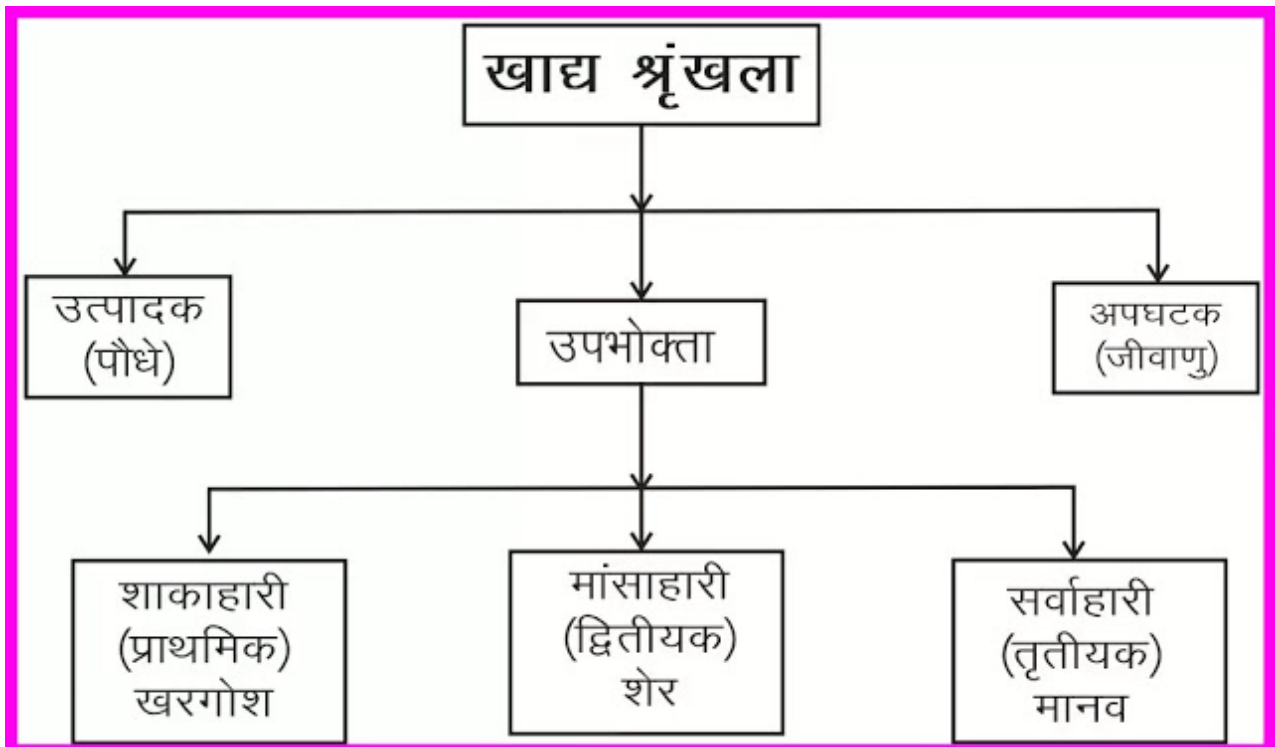 खाद्य श्रृंखला
उत्पादक
(पौधे)
उपभोक्ता
अपघटक
(जीवाणु)
शाकाहारी
(प्राथमिक)
खरगोश
मांसाहारी
(द्वितीयक)
शेर
सर्वाहारी
(तृतीयक)
मानव